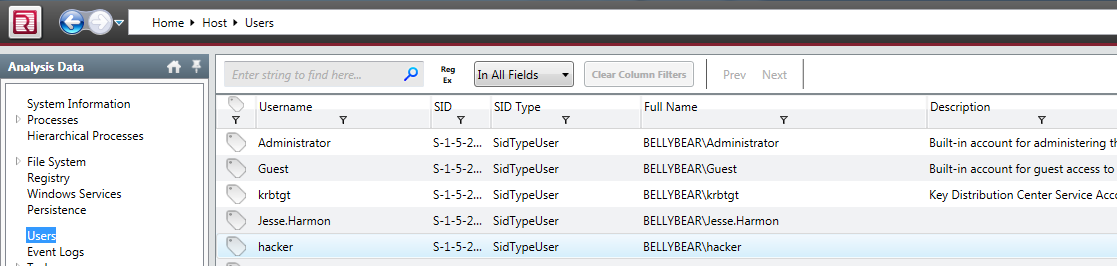 Home ▸ Host ▸ Users
Analysis Data
System Information
Processes
Hierarchical Processes
File System
Registry
Windows Services
Persistence
Users
Event Logs
Enter string to find here...
Reg Ex
In All Fields
Clear Column Filters
Prev Next
Username SID SID Type Full Name Description
Administrator S-1-5-2... SidTypeUser BELLYBEAR\Administrator Built-in account for administering th
Guest S-1-5-2... SidTypeUser BELLYBEAR\Guest Built-in account for guest access to
krbtgt S-1-5-2... SidTypeUser BELLYBEAR\krbtgt Key Distribution Center Service Acco
Jesse.Harmon S-1-5-2... SidTypeUser BELLYBEAR\Jesse.Harmon
hacker S-1-5-2... SidTypeUser BELLYBEAR\hacker